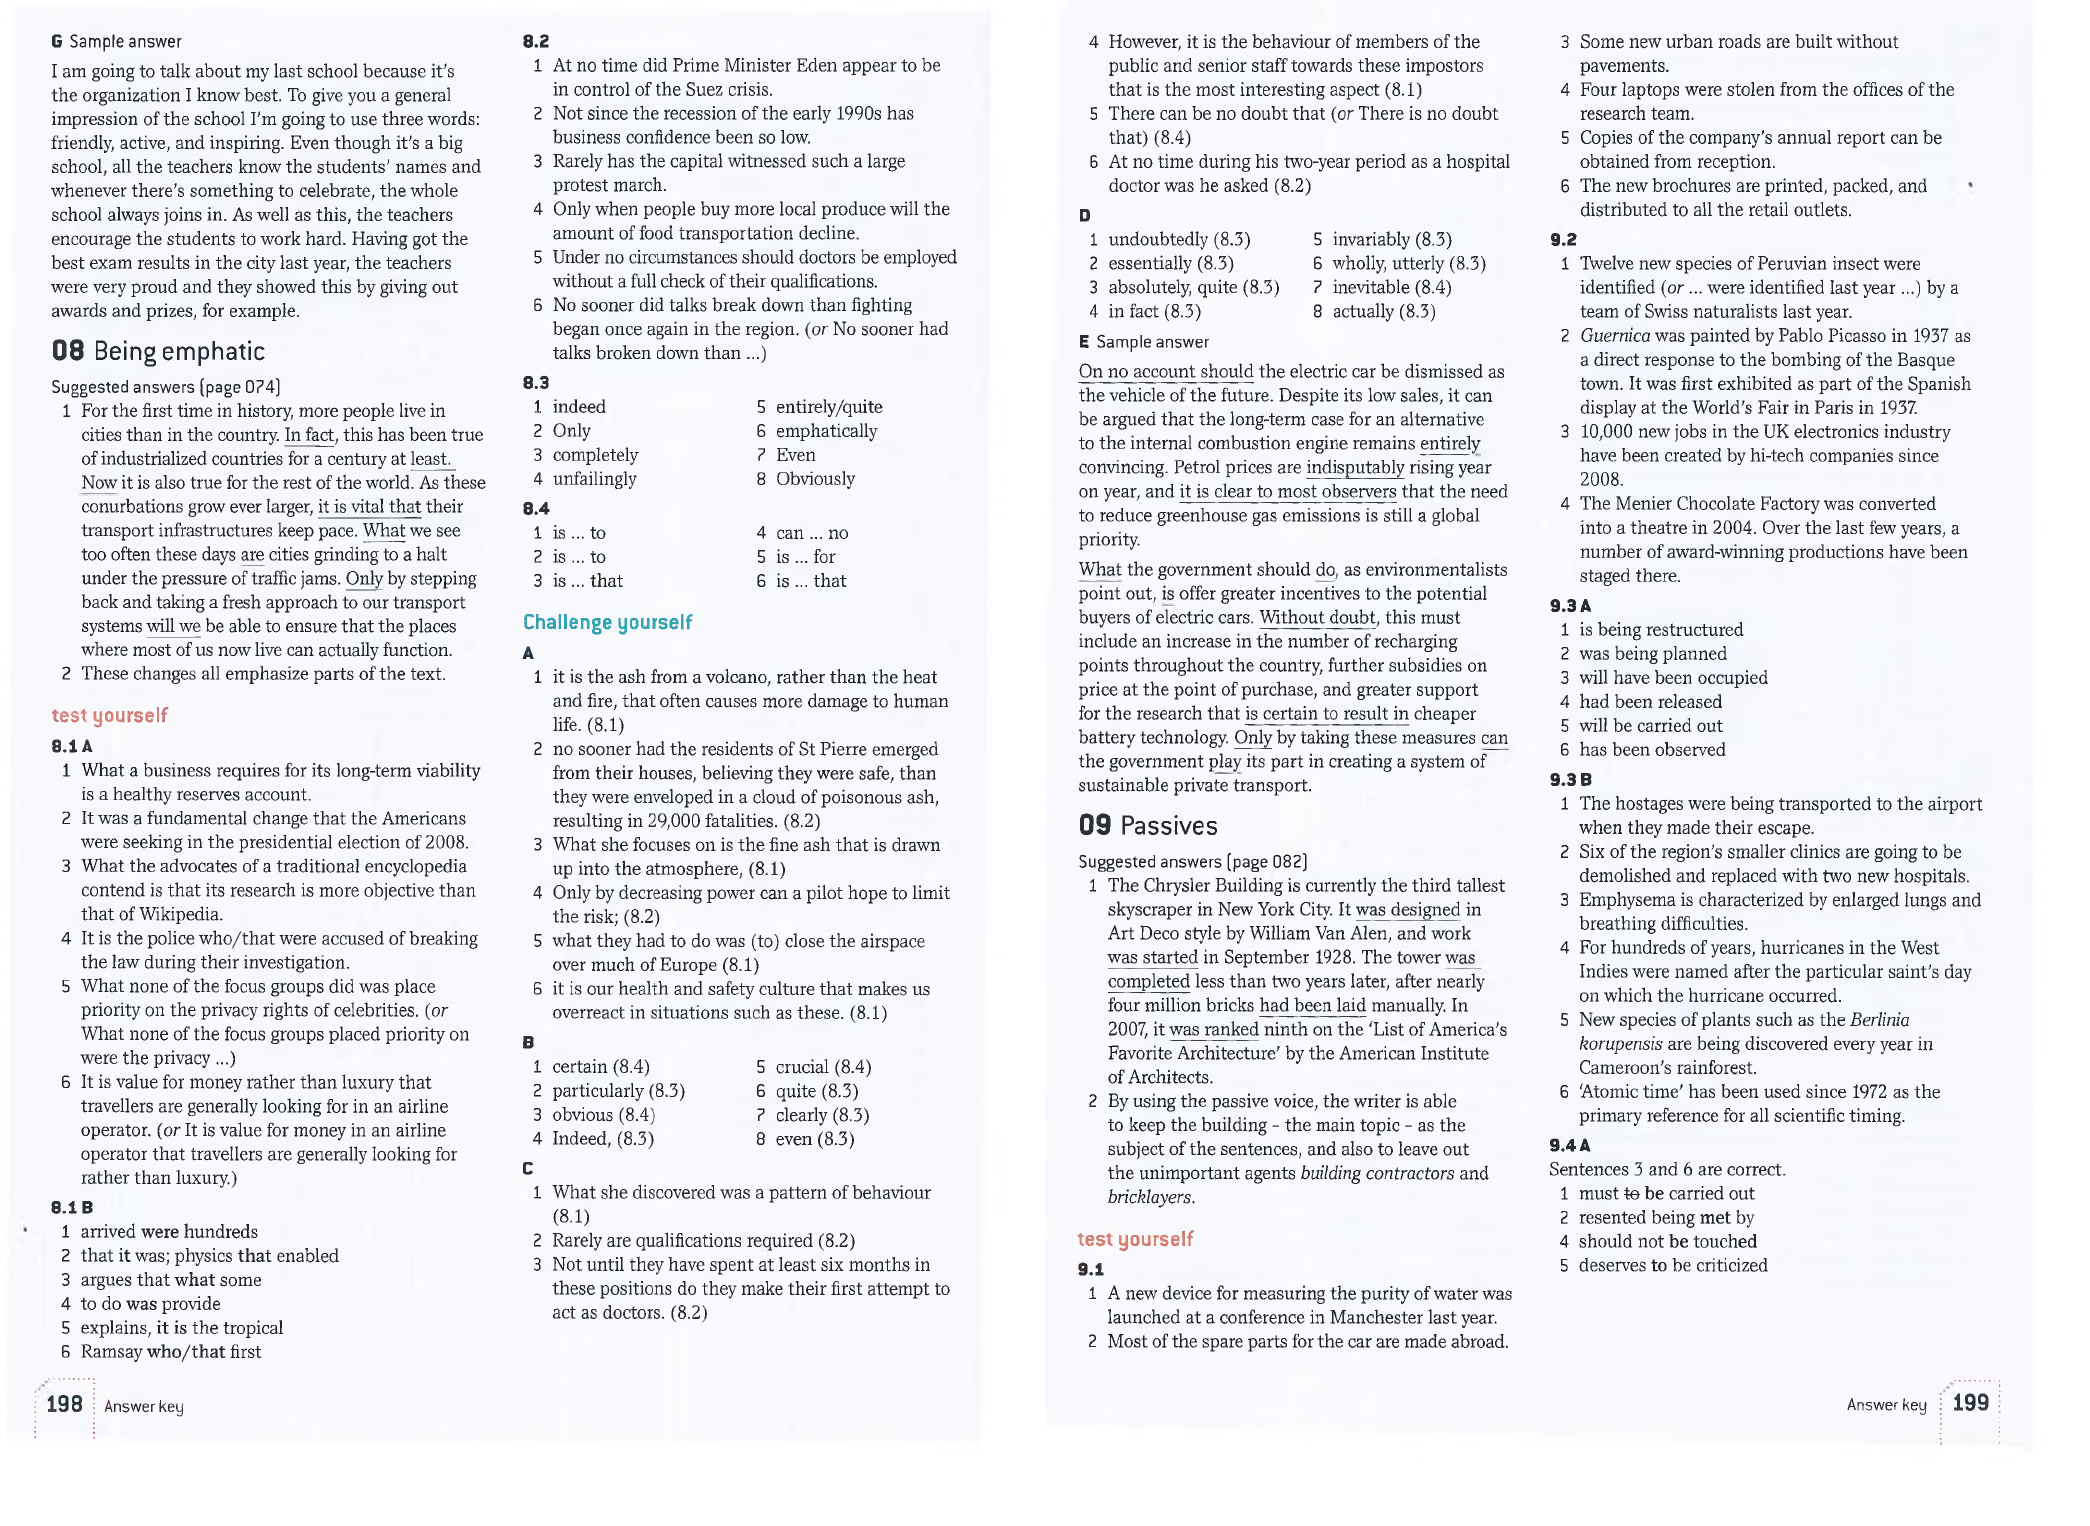 G Sample answer
I am going to talk about my last school because it's
the organization I know best. To give you a general
impression of the school I'm going to use three words:
friendly, active, and inspiring. Even though it's a big
school, all the teachers know the students' names and
whenever there's something to celebrate, the whole
school always joins in. As well as this, the teachers
encourage the students to work hard. Having got the
best exam results in the city last year, the teachers
were very proud and they showed this by giving out
awards and prizes, for example.
08 Being emphatic
Suggested answers (page 074)
1 For the first time in history, more people live in
cities than in the country. In fact, this has been true
of industrialized countries for a century at least.
Now it is also true for the rest of the world. As these
conurbations grow ever larger, it is vital that their
transport infrastructures keep pace. What we see
too often these days are cities grinding to a halt
under the pressure of traffic jams. Only by stepping
back and taking a fresh approach to our transport
systems will we be able to ensure that the places
where most of us now live can actually function.
2 These changes all emphasize parts of the text.
test yourself
8.1 A
1 What a business requires for its long-term viability
is a healthy reserves account.
2 It was a fundamental change that the Americans
were seeking in the presidential election of 2008.
3 What the advocates of a traditional encyclopedia
contend is that its research is more objective than
that of Wikipedia.
4 It is the police who/that were accused of breaking
the law during their investigation.
5 What none of the focus groups did was place
priority on the privacy rights of celebrities. (or
What none of the focus groups placed priority on
were the privacy ...)
6 It is value for money rather than luxury that
travellers are generally looking for in an airline
operator. (or It is value for money in an airline
operator that travellers are generally looking for
rather than luxury.)
8.1 B
1 arrived were hundreds
2 that it was; physics that enabled
3 argues that what some
4 to do was provide
5 explains, it is the tropical
6 Ramsay who/that first
198 Answer key
8.2
1 At no time did Prime Minister Eden appear to be
in control of the Suez crisis.
2 Not since the recession of the early 1990s has
business confidence been so low.
3 Rarely has the capital witnessed such a large
protest march.
4 Only when people buy more local produce will the
amount of food transportation decline.
5 Under no circumstances should doctors be employed
without a full check of their qualifications.
6 No sooner did talks break down than fighting
began once again in the region. (or No sooner had
talks broken down than ...)
8.3
1 indeed 5 entirely/quite
2 Only 6 emphatically
3 completely 7 Even
4 unfailingly 8 Obviously
8.4
1 is ... to 4 can ... no
2 is ... to 5 is ... for
3 is ... that 6 is ... that
Challenge yourself
A
1 it is the ash from a volcano, rather than the heat
and fire, that often causes more damage to human
life. (8.1)
2 no sooner had the residents of St Pierre emerged
from their houses, believing they were safe, than
they were enveloped in a cloud of poisonous ash,
resulting in 29,000 fatalities. (8.2)
3 What she focuses on is the fine ash that is drawn
up into the atmosphere, (8.1)
4 Only by decreasing power can a pilot hope to limit
the risk; (8.2)
5 what they had to do was (to) close the airspace
over much of Europe (8.1)
6 it is our health and safety culture that makes us
overreact in situations such as these. (8.1)
B
1 certain (8.4) 5 crucial (8.4)
2 particularly (8.3) 6 quite (8.3)
3 obvious (8.4) 7 clearly (8.3)
4 Indeed, (8.3) 8 even (8.3)
C
1 What she discovered was a pattern of behaviour
(8.1)
2 Rarely are qualifications required (8.2)
3 Not until they have spent at least six months in
these positions do they make their first attempt to
act as doctors. (8.2)
4 However, it is the behaviour of members of the
public and senior staff towards these impostors
that is the most interesting aspect (8.1)
5 There can be no doubt that (or There is no doubt
that) (8.4)
6 At no time during his two-year period as a hospital
doctor was he asked (8.2)
D
1 undoubtedly (8.3) 5 invariably (8.3)
2 essentially (8.3) 6 wholly, utterly (8.3)
3 absolutely, quite (8.3) 7 inevitable (8.4)
4 in fact (8.3) 8 actually (8.3)
E Sample answer
On no account should the electric car be dismissed as
the vehicle of the future. Despite its low sales, it can
be argued that the long-term case for an alternative
to the internal combustion engine remains entirely
convincing. Petrol prices are indisputably rising year
on year, and it is clear to most observers that the need
to reduce greenhouse gas emissions is still a global
priority.
What the government should do, as environmentalists
point out, is offer greater incentives to the potential
buyers of electric cars. Without doubt, this must
include an increase in the number of recharging
points throughout the country, further subsidies on
price at the point of purchase, and greater support
for the research that is certain to result in cheaper
battery technology. Only by taking these measures can
the government play its part in creating a system of
sustainable private transport.
09 Passives
Suggested answers (page 082)
1 The Chrysler Building is currently the third tallest
skyscraper in New York City. It was designed in
Art Deco style by William Van Alen, and work
was started in September 1928. The tower was
completed less than two years later, after nearly
four million bricks had been laid manually. In
2007, it was ranked ninth on the 'List of America's
Favorite Architecture' by the American Institute
of Architects.
2 By using the passive voice, the writer is able
to keep the building – the main topic – as the
subject of the sentences, and also to leave out
the unimportant agents building contractors and
bricklayers.
test yourself
9.1
1 A new device for measuring the purity of water was
launched at a conference in Manchester last year.
2 Most of the spare parts for the car are made abroad.
3 Some new urban roads are built without
pavements.
4 Four laptops were stolen from the offices of the
research team.
5 Copies of the company's annual report can be
obtained from reception.
6 The new brochures are printed, packed, and
distributed to all the retail outlets.
9.2
1 Twelve new species of Peruvian insect were
identified (or ... were identified last year ...) by a
team of Swiss naturalists last year.
2 Guernica was painted by Pablo Picasso in 1937 as
a direct response to the bombing of the Basque
town. It was first exhibited as part of the Spanish
display at the World's Fair in Paris in 1937.
3 10,000 new jobs in the UK electronics industry
have been created by hi-tech companies since
2008.
4 The Menier Chocolate Factory was converted
into a theatre in 2004. Over the last few years, a
number of award-winning productions have been
staged there.
9.3 A
1 is being restructured
2 was being planned
3 will have been occupied
4 had been released
5 will be carried out
6 has been observed
9.3 B
1 The hostages were being transported to the airport
when they made their escape.
2 Six of the region's smaller clinics are going to be
demolished and replaced with two new hospitals.
3 Emphysema is characterized by enlarged lungs and
breathing difficulties.
4 For hundreds of years, hurricanes in the West
Indies were named after the particular saint's day
on which the hurricane occurred.
5 New species of plants such as the Berlinia
korupensis are being discovered every year in
Cameroon's rainforest.
6 'Atomic time' has been used since 1972 as the
primary reference for all scientific timing.
9.4 A
Sentences 3 and 6 are correct.
1 must to be carried out
2 resented being met by
4 should not be touched
5 deserves to be criticized
Answer key 199